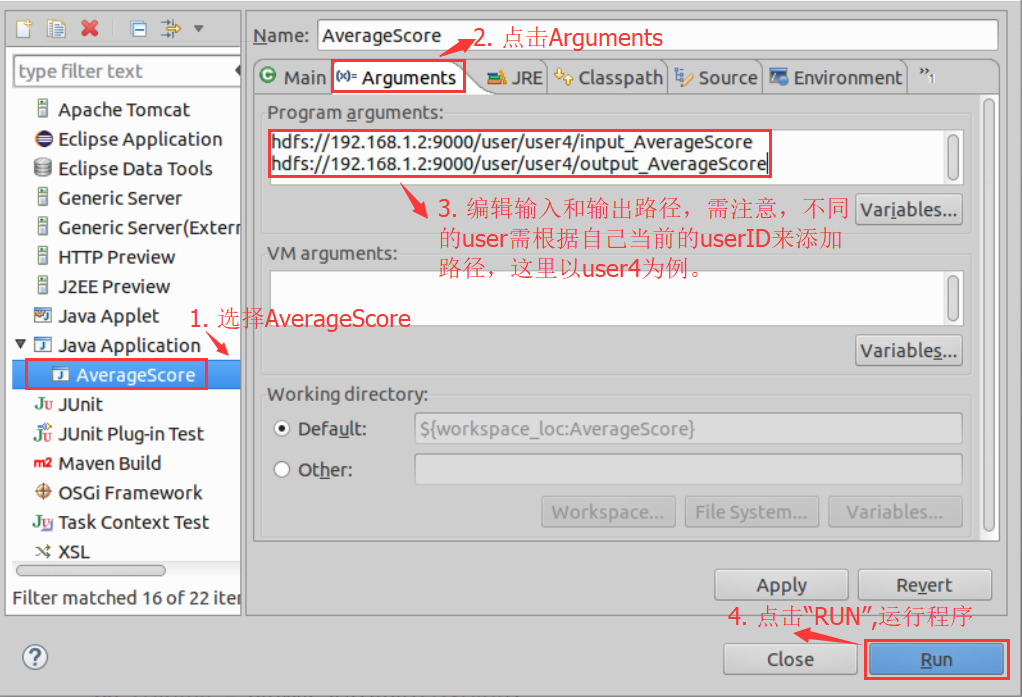 Name:
AverageScore
2. 点击Arguments
type filter text
Main
(x)= Arguments
JRE
Classpath
Source
Environment
»1
Apache Tomcat
Eclipse Application
Eclipse Data Tools
Generic Server
Generic Server(Extern
HTTP Preview
J2EE Preview
Java Applet
1. 选择AverageScore
Java Application
AverageScore
Ju JUnit
JUnit Plug-in Test
m2 Maven Build
OSGi Framework
Task Context Test
XSL
Filter matched 16 of 22 iter
Program arguments:
hdfs://192.168.1.2:9000/user/user4/input_AverageScore
hdfs://192.168.1.2:9000/user/user4/output_AverageScore
3. 编辑输入和输出路径，需注意，不同
的user需根据自己当前的userID来添加
路径，这里以user4为例。
Variables...
VM arguments:
Variables...
Working directory:
Default:
${workspace_loc:AverageScore}
Other:
Workspace...
File System...
Variables...
Apply
Revert
4. 点击“RUN”,运行程序
?
Close
Run